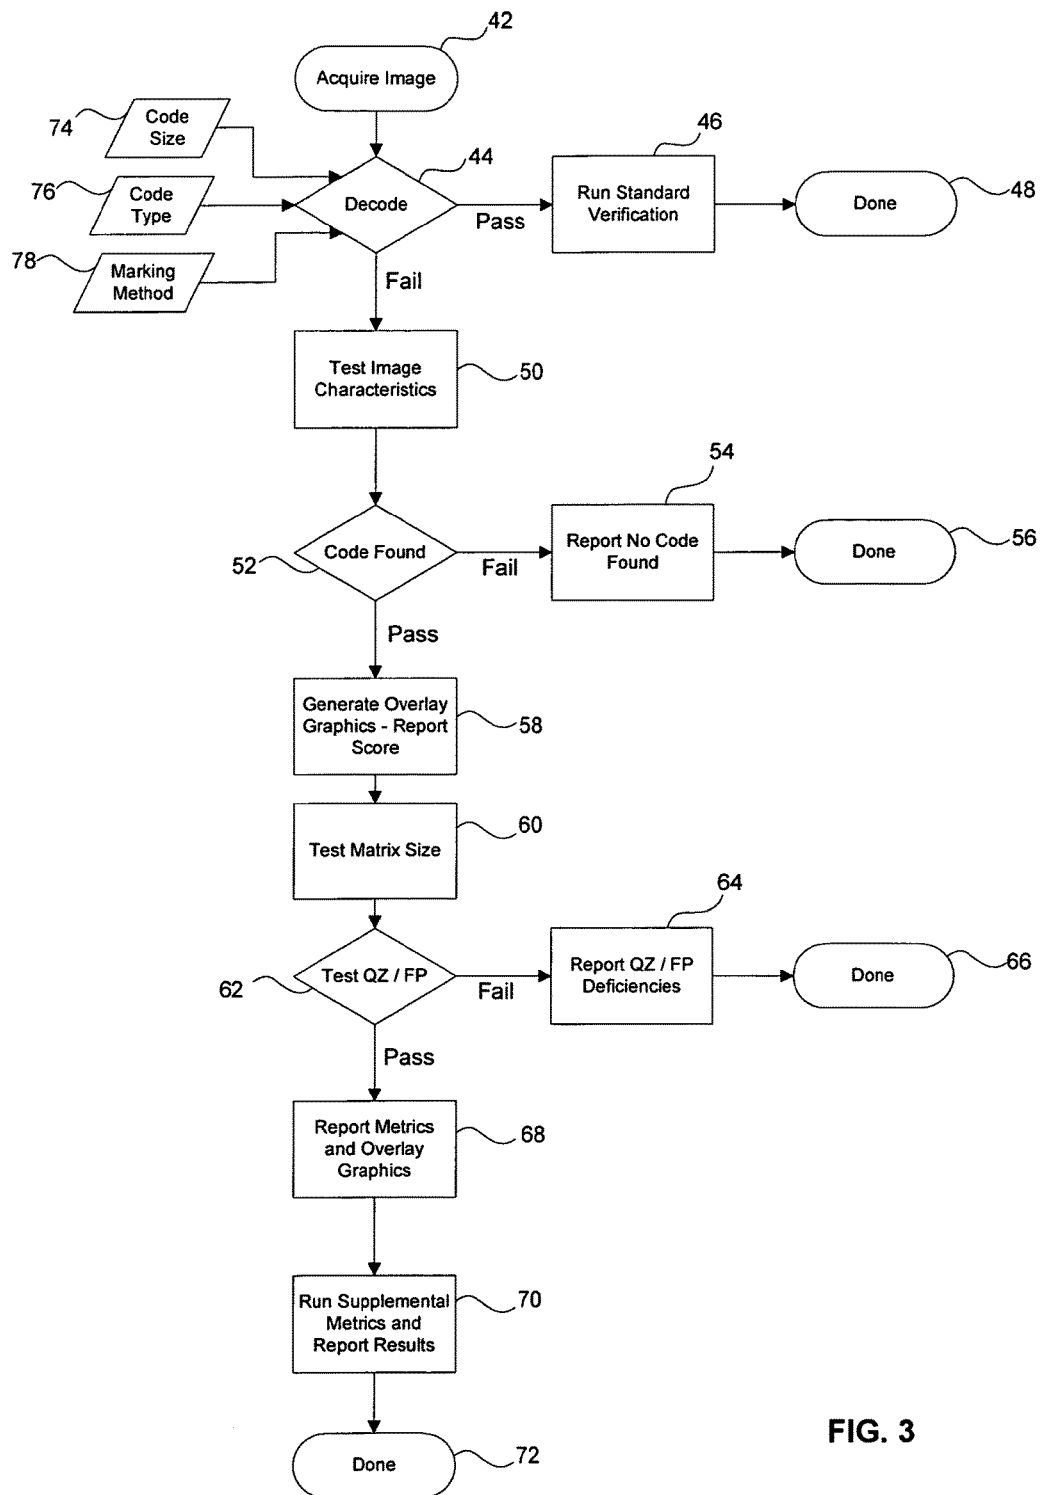 42
Acquire Image
74
Code
Size
44
46
76
Code
Type
Decode
Pass
Run Standard
Verification
Done
48
78
Marking
Method
Fail
Test Image
Characteristics
50
54
52
Code Found
Fail
Report No Code
Found
Done
56
Pass
Generate Overlay
Graphics - Report
Score
58
60
Test Matrix Size
64
62
Test QZ / FP
Fail
Report QZ / FP
Deficiencies
Done
66
Pass
Report Metrics
and Overlay
Graphics
68
Run Supplemental
Metrics and
Report Results
70
Done
72
FIG. 3